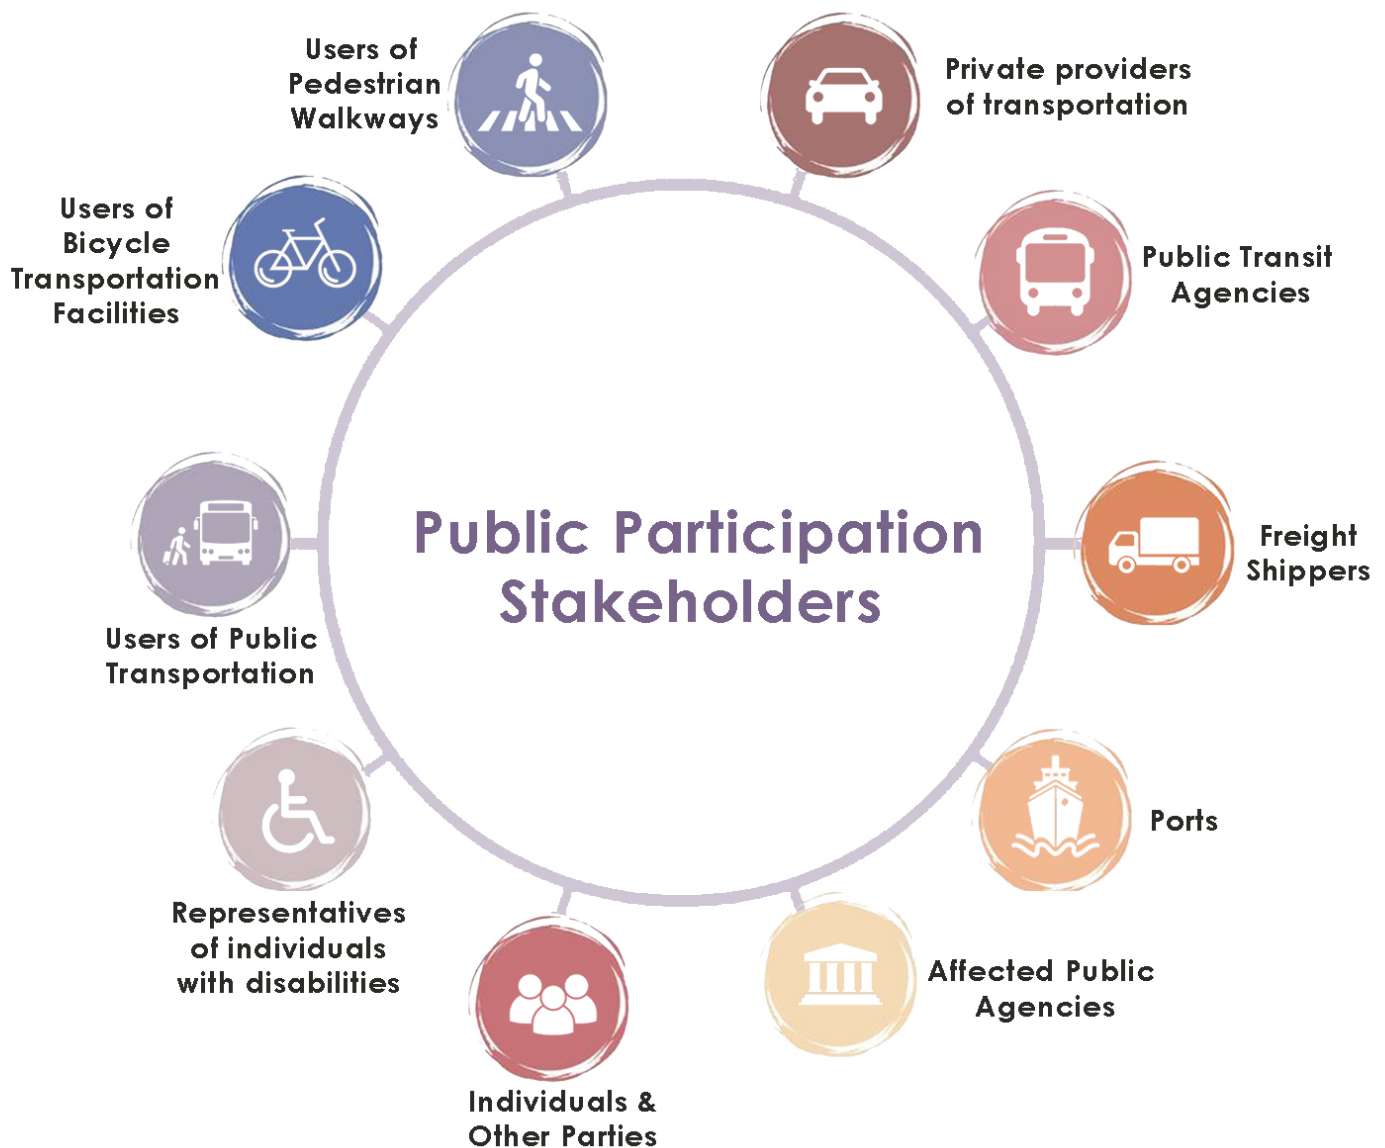 Users of
Pedestrian
Walkways
Private providers
of transportation
Users of
Bicycle
Transportation
Facilities
Public Transit
Agencies
Public Participation
Stakeholders
Freight
Shippers
Users of Public
Transportation
Ports
Representatives
of individuals
with disabilities
Affected Public
Agencies
Individuals &
Other Parties